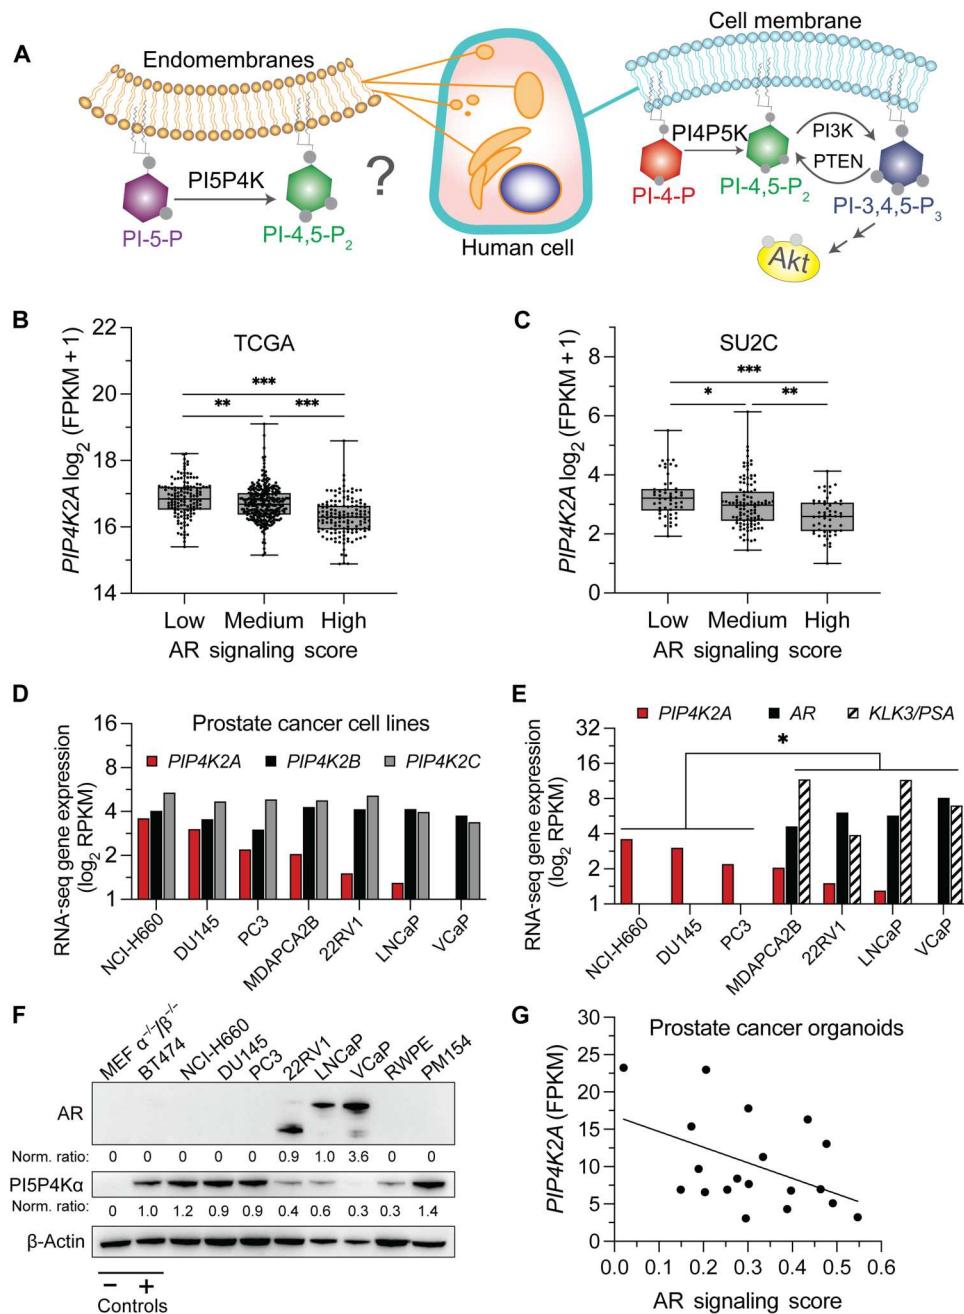 A
Endomembranes
Cell membrane
PI5P4K
PI-5-P
PI-4,5-P₂
?
Human cell
PI4P5K
PI3K
PTEN
PI-4-P
PI-4,5-P₂
PI-3,4,5-P₃
Akt
B
TCGA
PIP4K2A log₂ (FPKM + 1)
22
20
18
16
14
***
** ***
Low Medium High
AR signaling score
C
SU2C
PIP4K2A log₂ (FPKM + 1)
8
6
4
2
0
***
* **
Low Medium High
AR signaling score
D
Prostate cancer cell lines
PIP4K2A PIP4K2B PIP4K2C
RNA-seq gene expression
(log₂ RPKM)
16
8
4
2
1
NCI-H660 DU145 PC3 MDAPCA2B 22RV1 LNCaP VCaP
E
PIP4K2A AR KLK3/PSA
*
RNA-seq gene expression
(log₂ RPKM)
32
16
8
4
2
1
NCI-H660 DU145 PC3 MDAPCA2B 22RV1 LNCaP VCaP
F
MEF α⁻/⁻/β⁻/⁻ BT474 NCI-H660 DU145 PC3 22RV1 LNCaP VCaP RWPE PM154
AR
Norm. ratio: 0 0 0 0 0 0.9 1.0 3.6 0 0
PI5P4Kα
Norm. ratio: 0 1.0 1.2 0.9 0.9 0.4 0.6 0.3 0.3 1.4
β-Actin
− +
Controls
G
Prostate cancer organoids
PIP4K2A (FPKM)
30
25
20
15
10
5
0
0.0 0.1 0.2 0.3 0.4 0.5 0.6
AR signaling score